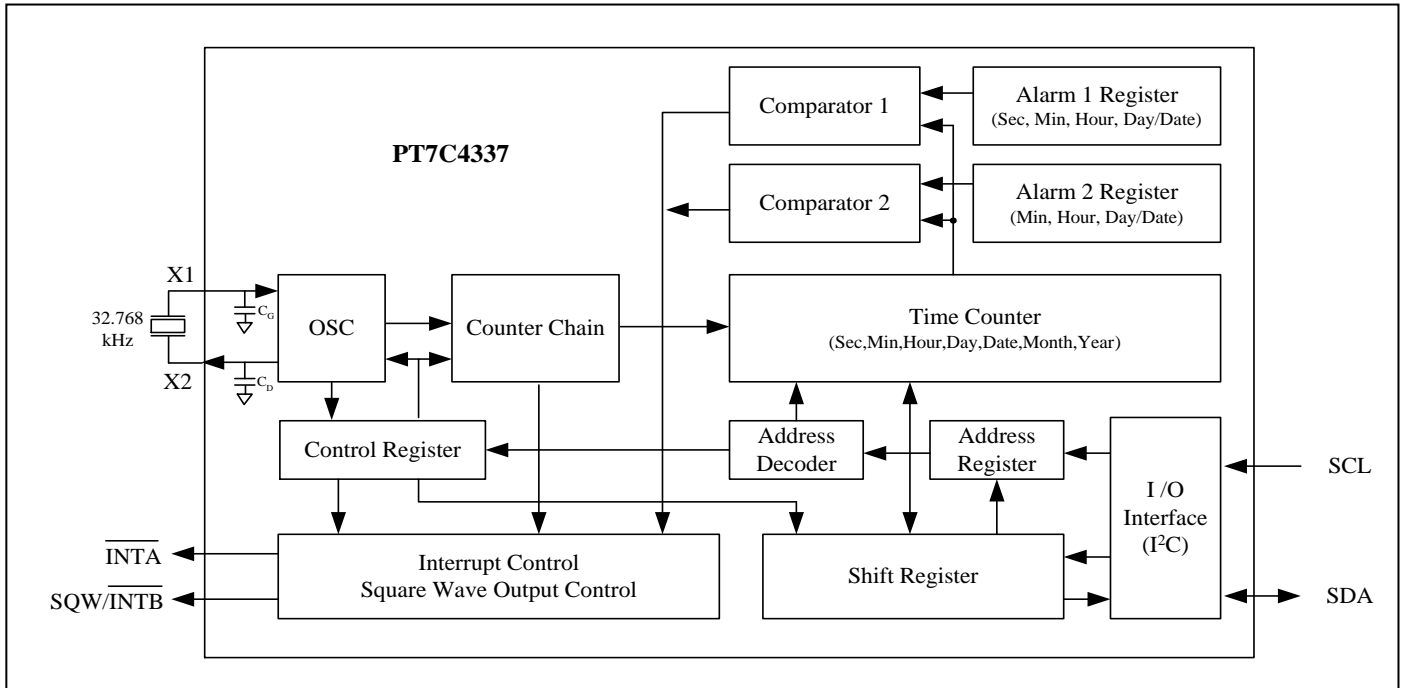 Comparator 1
Alarm 1 Register
(Sec, Min, Hour, Day/Date)
PT7C4337
Comparator 2
Alarm 2 Register
(Min, Hour, Day/Date)
X1
32.768
kHz
X2
CG
CD
OSC
Counter Chain
Time Counter
(Sec,Min,Hour,Day,Date,Month,Year)
Control Register
Address
Decoder
Address
Register
I /O
Interface
(I²C)
SCL
SDA
INTA
SQW/INTB
Interrupt Control
Square Wave Output Control
Shift Register